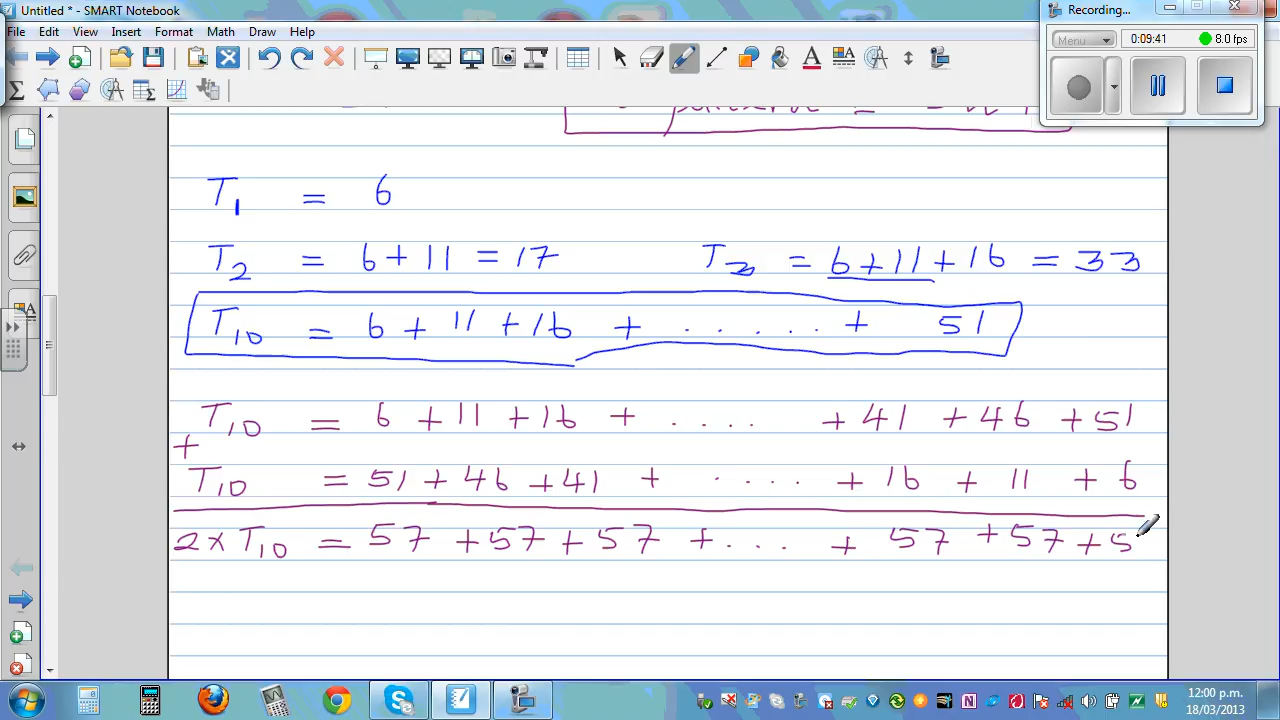 Untitled * - SMART Notebook
Recording...
File Edit View Insert Format Math Draw Help
Menu 0:09:41 8.0 fps
T1 = 6
T2 = 6 + 11 = 17 T3 = 6 + 11 + 16 = 33
T10 = 6 + 11 + 16 + . . . . . + 51
T10 = 6 + 11 + 16 + . . . . + 41 + 46 + 51
+
T10 = 51 + 46 + 41 + . . . . + 16 + 11 + 6
2 x T10 = 57 + 57 + 57 + . . . + 57 + 57 + 5
12:00 p.m.
18/03/2013